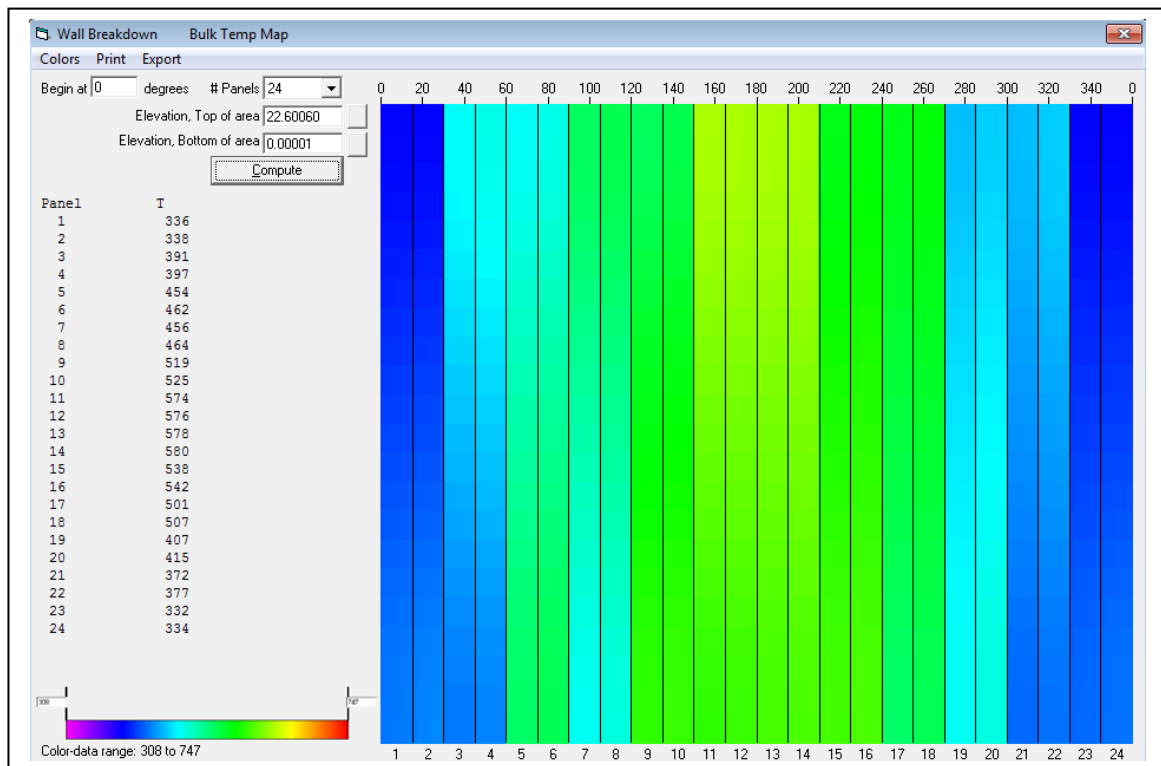 Wall Breakdown Bulk Temp Map
Colors Print Export
Begin at 0 degrees # Panels 24
Elevation, Top of area 22.60060
Elevation, Bottom of area 0.00001
Compute
Panel T
1 336
2 338
3 391
4 397
5 454
6 462
7 456
8 464
9 519
10 525
11 574
12 576
13 578
14 580
15 538
16 542
17 501
18 507
19 407
20 415
21 372
22 377
23 332
24 334
308 747
Color-data range: 308 to 747
0 20 40 60 80 100 120 140 160 180 200 220 240 260 280 300 320 340 0
1 2 3 4 5 6 7 8 9 10 11 12 13 14 15 16 17 18 19 20 21 22 23 24